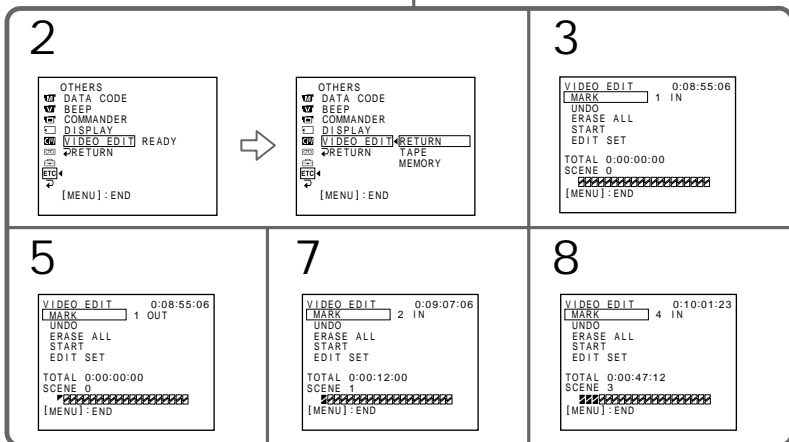 2
OTHERS
DATA CODE
BEEP
COMMANDER
DISPLAY
VIDEO EDIT READY
RETURN
ETC
[MENU] : END
OTHERS
DATA CODE
BEEP
COMMANDER
DISPLAY
VIDEO EDIT RETURN
RETURN TAPE
MEMORY
ETC
[MENU] : END
3
VIDEO EDIT 0:08:55:06
MARK 1 IN
UNDO
ERASE ALL
START
EDIT SET
TOTAL 0:00:00:00
SCENE 0
[MENU] : END
5
VIDEO EDIT 0:08:55:06
MARK 1 OUT
UNDO
ERASE ALL
START
EDIT SET
TOTAL 0:00:00:00
SCENE 0
[MENU] : END
7
VIDEO EDIT 0:09:07:06
MARK 2 IN
UNDO
ERASE ALL
START
EDIT SET
TOTAL 0:00:12:00
SCENE 1
[MENU] : END
8
VIDEO EDIT 0:10:01:23
MARK 4 IN
UNDO
ERASE ALL
START
EDIT SET
TOTAL 0:00:47:12
SCENE 3
[MENU] : END